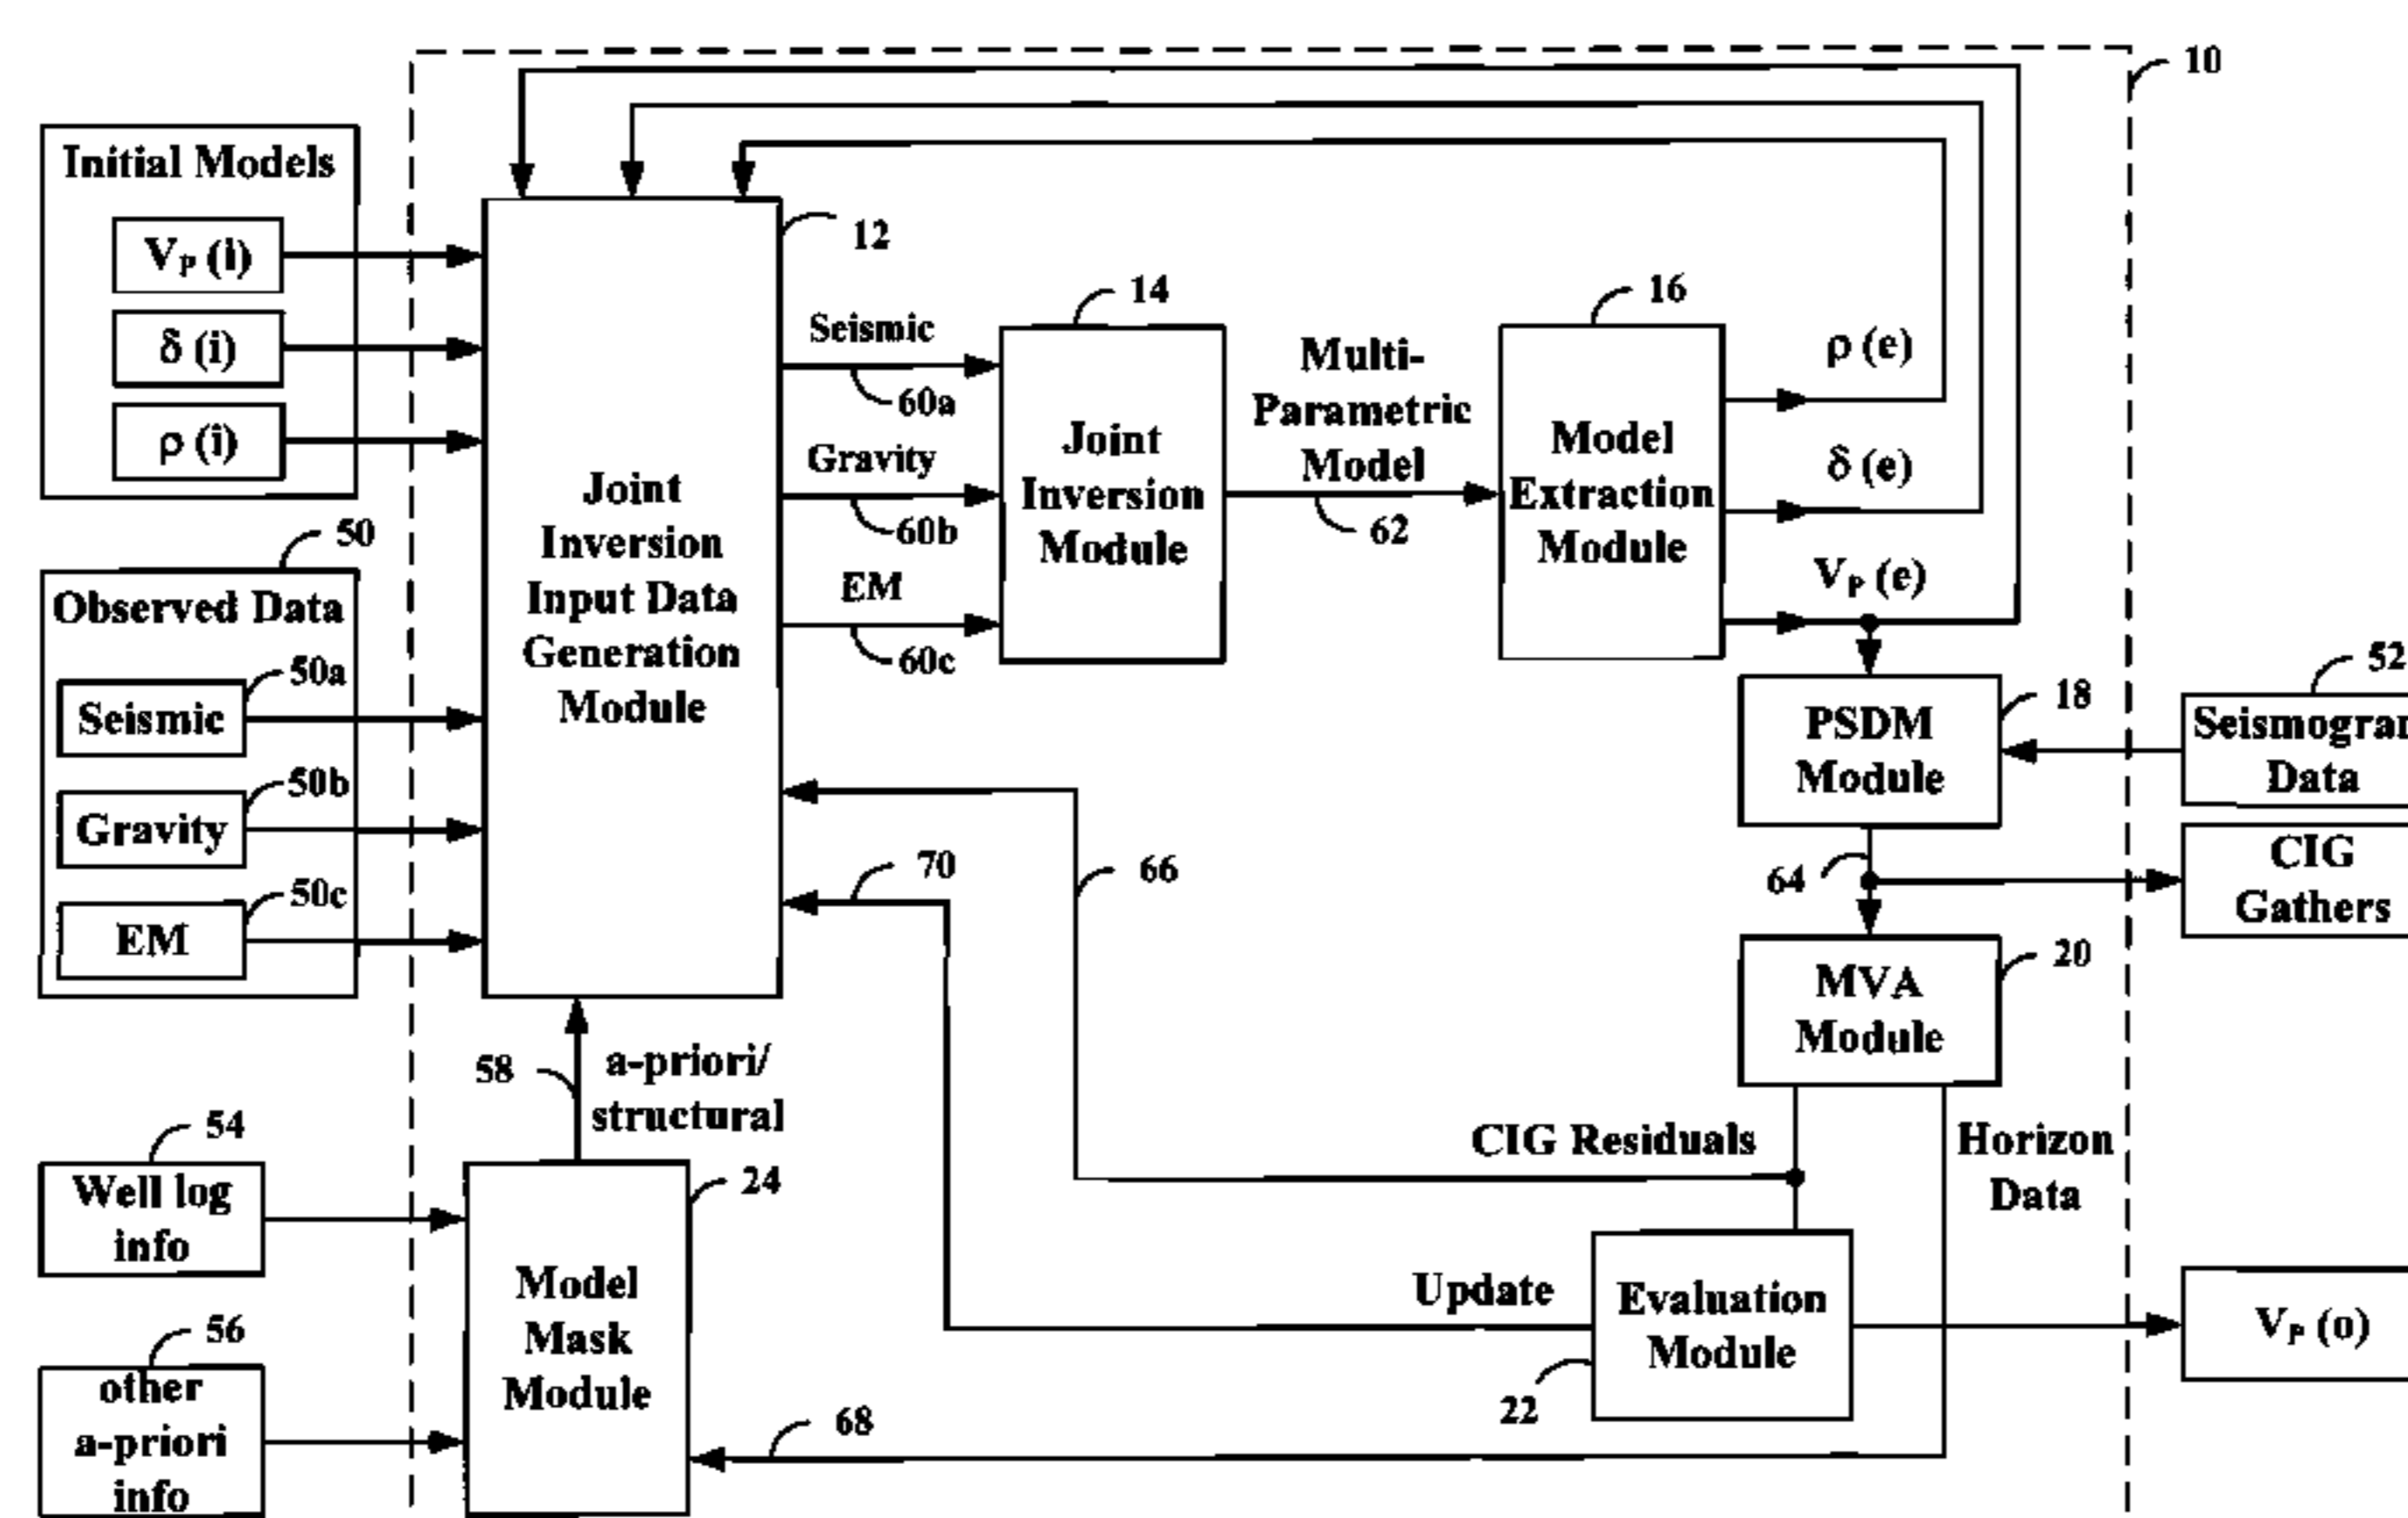 10
Initial Models
VP (i)
δ (i)
ρ (i)
50
Observed Data
50a
Seismic
50b
Gravity
50c
EM
54
Well log
info
56
other
a-priori
info
12
Joint
Inversion
Input Data
Generation
Module
Seismic
60a
Gravity
60b
EM
60c
14
Joint
Inversion
Module
Multi-
Parametric
Model
62
16
Model
Extraction
Module
ρ (e)
δ (e)
VP (e)
18
PSDM
Module
52
Seismogram
Data
64
CIG
Gathers
20
MVA
Module
66
70
58
a-priori/
structural
24
Model
Mask
Module
CIG Residuals
Horizon
Data
Update
Evaluation
Module
22
VP (o)
68